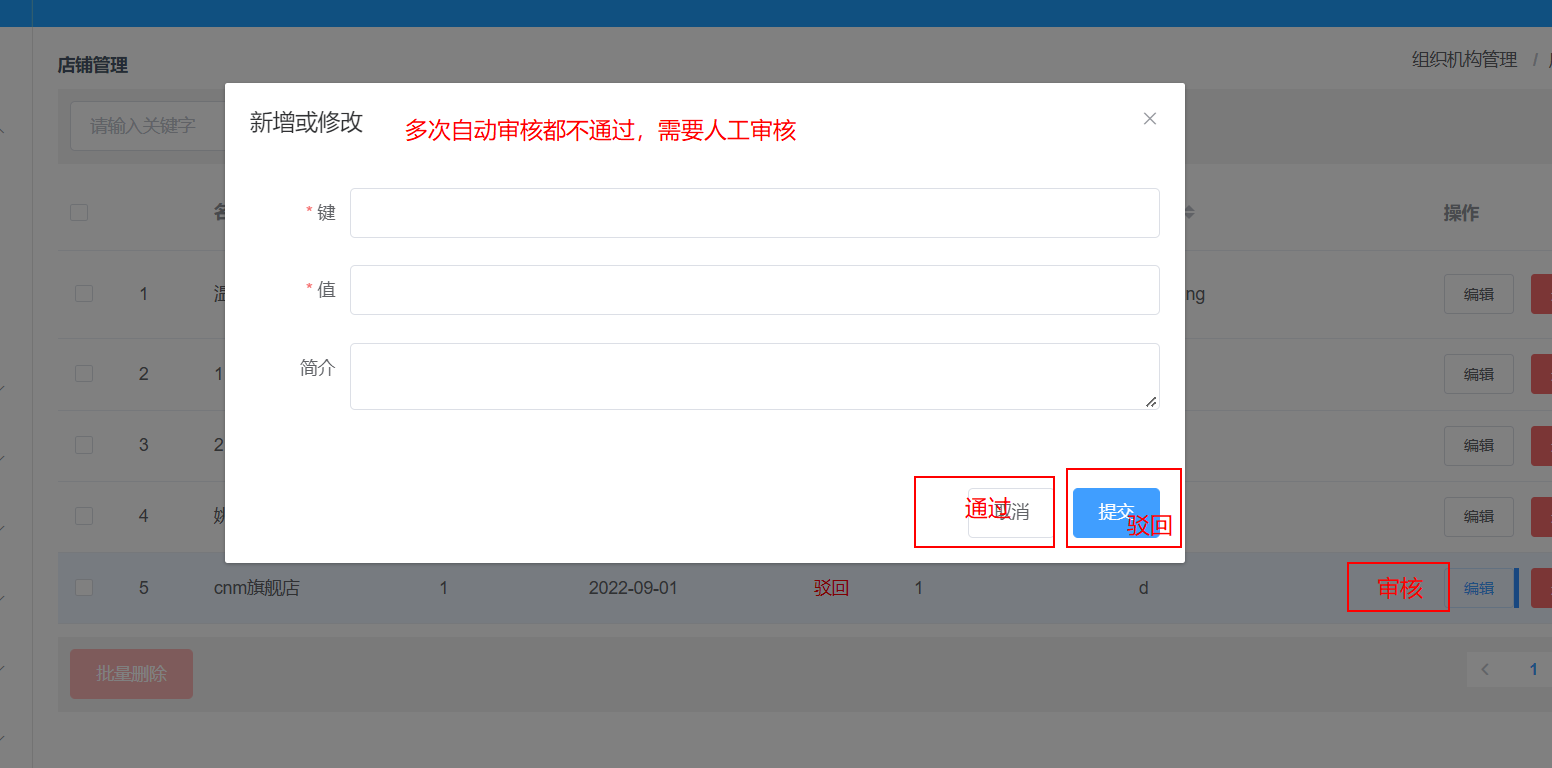 店铺管理
组织机构管理 /
请输入关键字
新增或修改
多次自动审核都不通过，需要人工审核
* 键
* 值
简介
操作
1
ng
编辑
2
1
编辑
3
2
编辑
4
编辑
通过
取消
提交
驳回
5 cnm旗舰店 1 2022-09-01 驳回 1 d
审核
编辑
批量删除
1